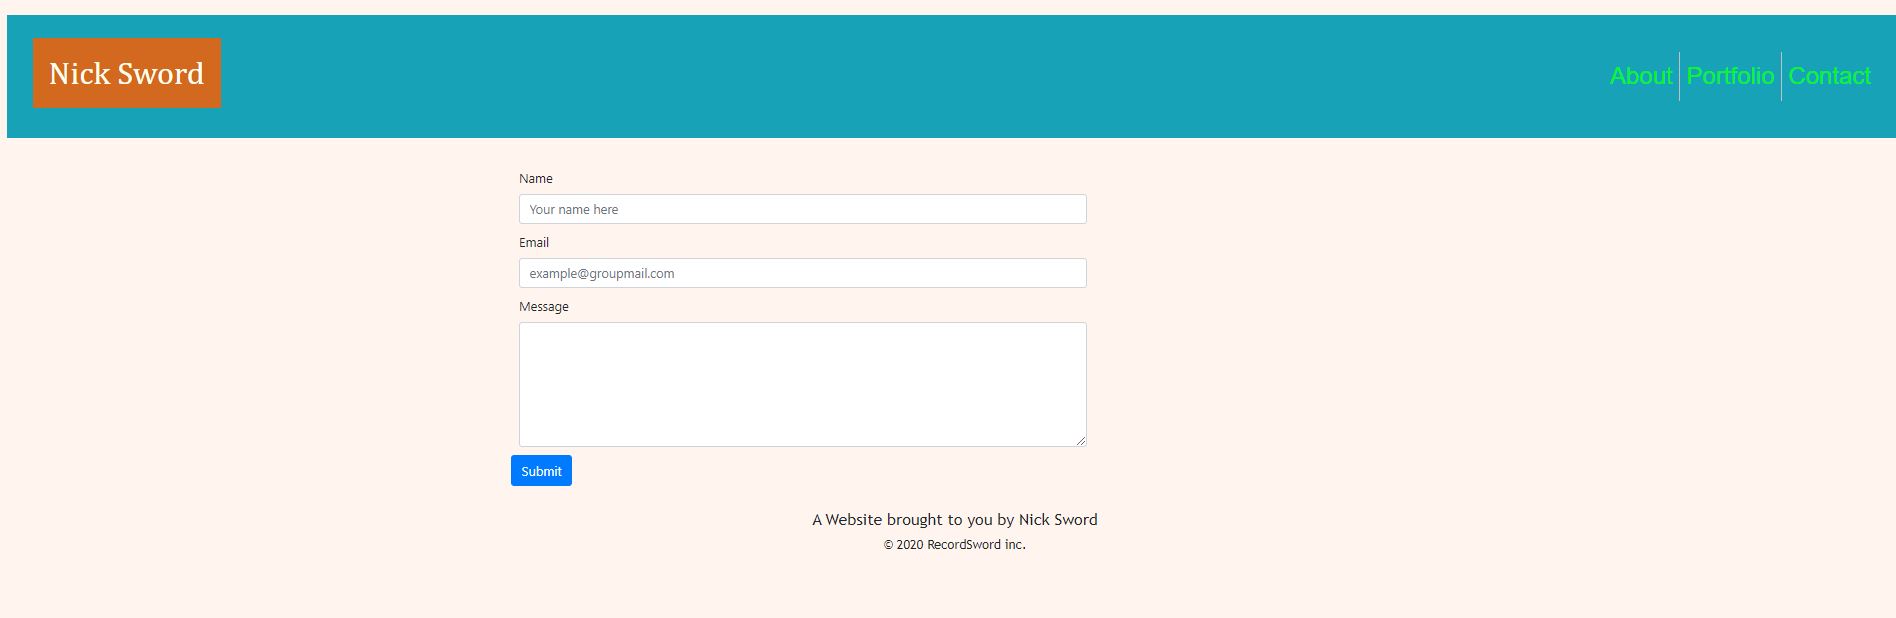 Nick Sword
About Portfolio Contact
Name
Your name here
Email
example@groupmail.com
Message
Submit
A Website brought to you by Nick Sword
© 2020 RecordSword inc.